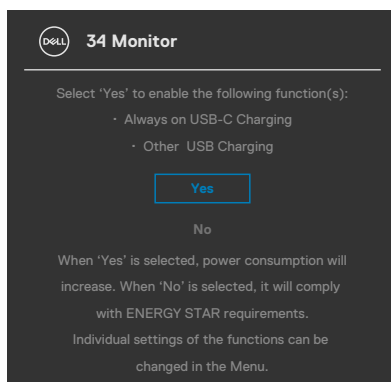 DELL
34 Monitor
Select ‘Yes’ to enable the following function(s):
· Always on USB-C Charging
· Other USB Charging
Yes
No
When ‘Yes’ is selected, power consumption will
increase. When ‘No’ is selected, it will comply
with ENERGY STAR requirements.
Individual settings of the functions can be
changed in the Menu.